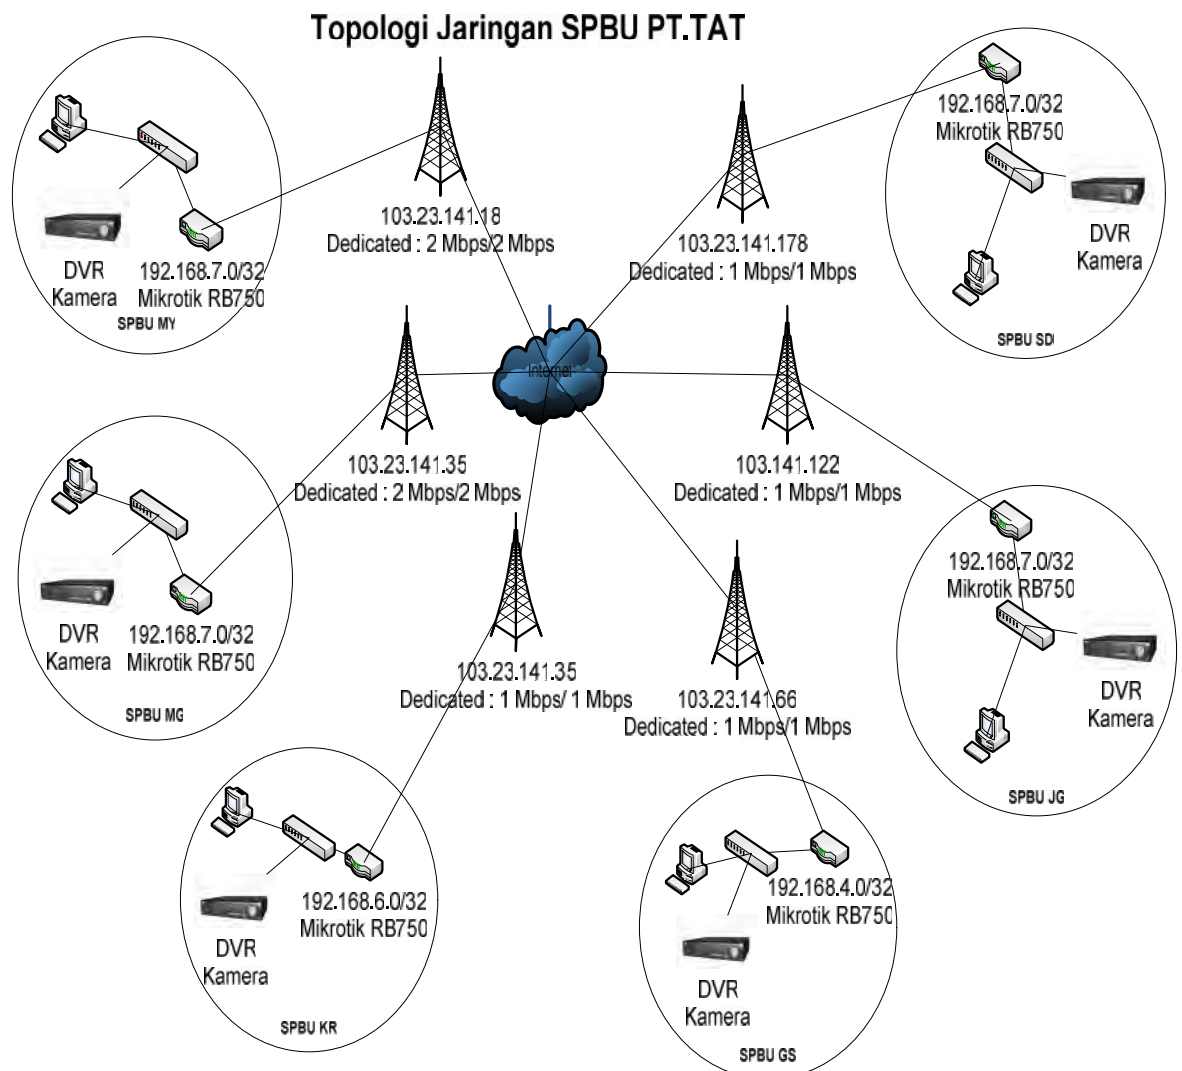 Topologi Jaringan SPBU PT.TAT
103.23.141.18
Dedicated : 2 Mbps/2 Mbps
DVR
Kamera
192.168.7.0/32
Mikrotik RB750
SPBU MY
103.23.141.178
Dedicated : 1 Mbps/1 Mbps
192.168.7.0/32
Mikrotik RB750
DVR
Kamera
SPBU SD
Internet
103.23.141.35
Dedicated : 2 Mbps/2 Mbps
103.141.122
Dedicated : 1 Mbps/1 Mbps
DVR
Kamera
192.168.7.0/32
Mikrotik RB750
SPBU MG
192.168.7.0/32
Mikrotik RB750
DVR
Kamera
SPBU JG
103.23.141.35
Dedicated : 1 Mbps/ 1 Mbps
103.23.141.66
Dedicated : 1 Mbps/1 Mbps
192.168.6.0/32
Mikrotik RB750
DVR
Kamera
SPBU KR
192.168.4.0/32
Mikrotik RB750
DVR
Kamera
SPBU GS